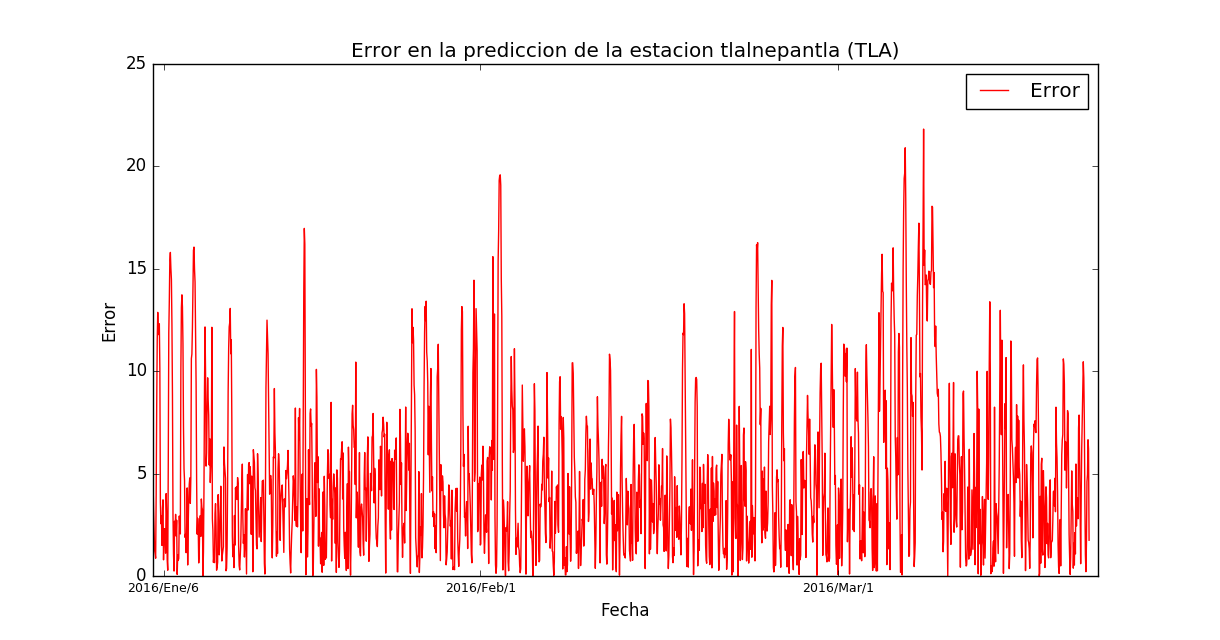 Error en la prediccion de la estacion tlalnepantla (TLA)
25
20
15
10
5
0
Error
Error
2016/Ene/6
2016/Feb/1
2016/Mar/1
Fecha